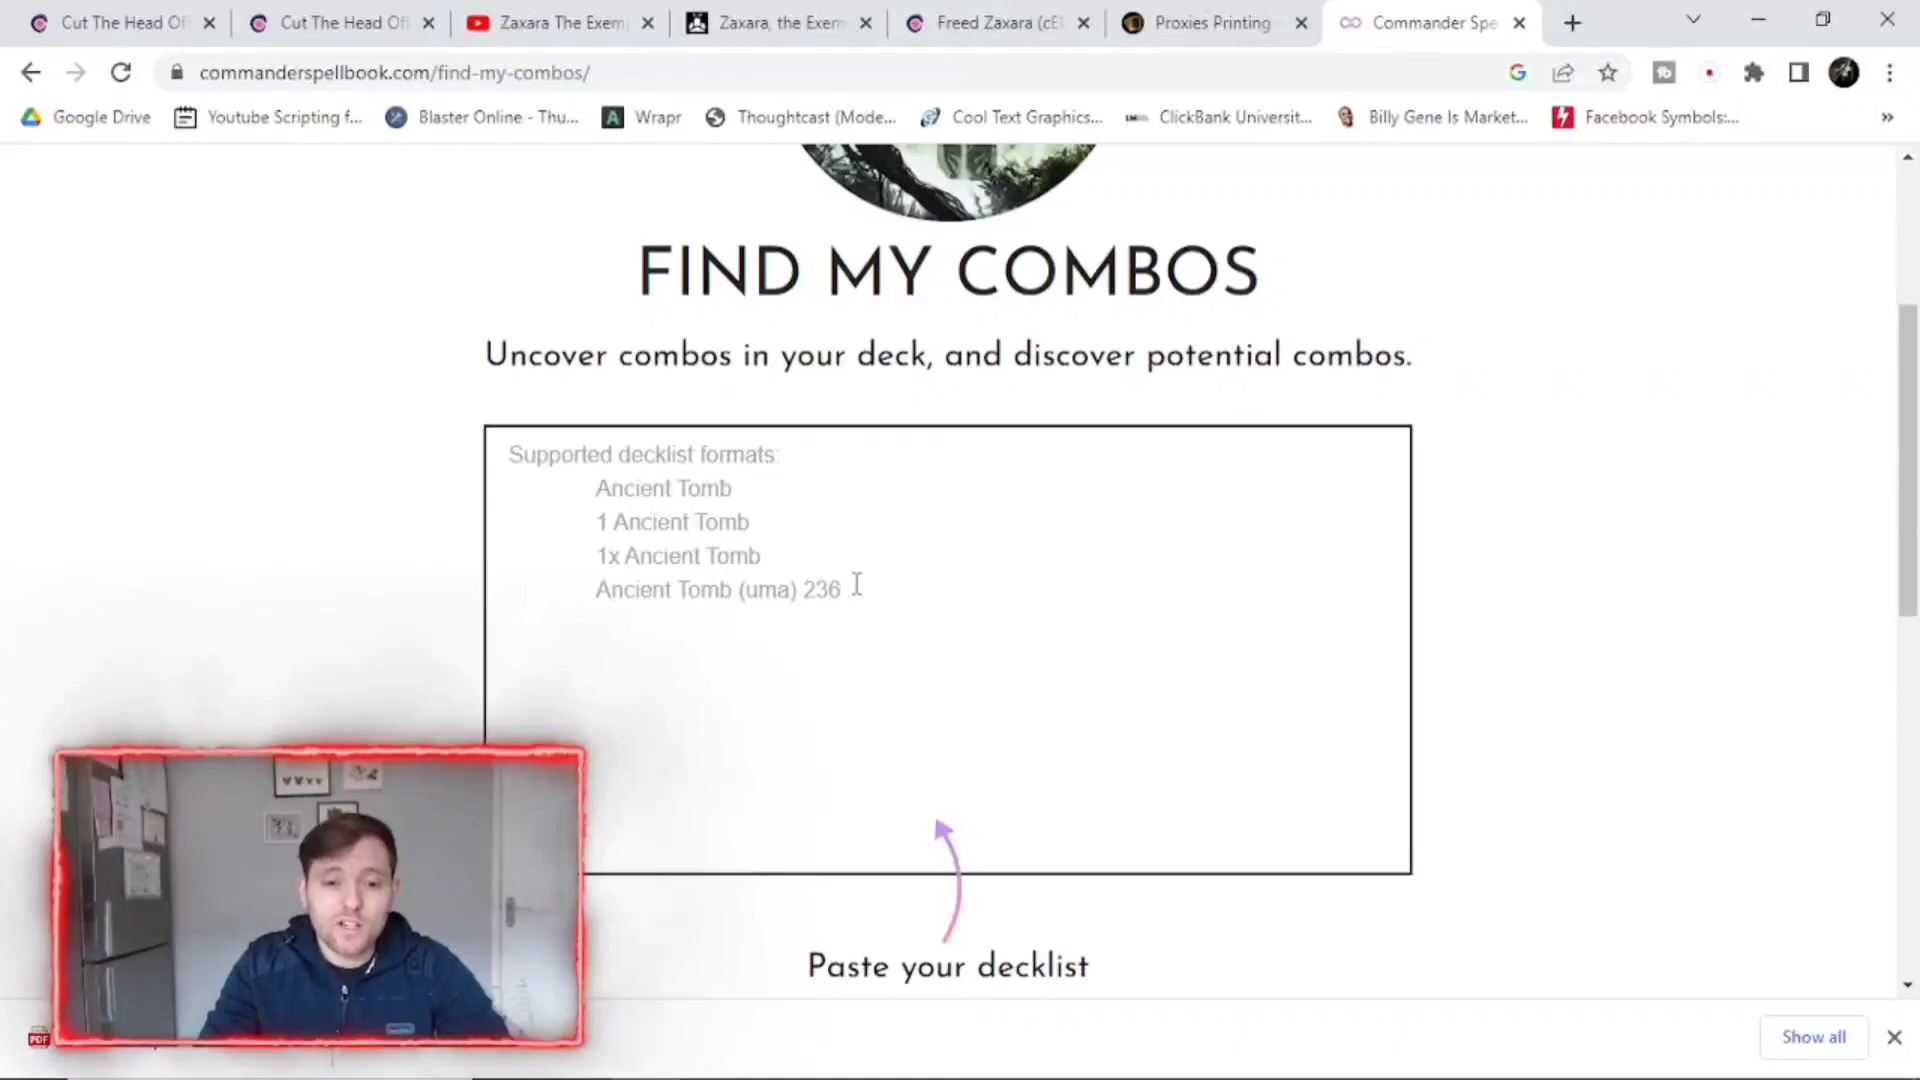 Cut The Head Of
Cut The Head Of
Zaxara The Exem
Zaxara, the Exem
Freed Zaxara (cE
Proxies Printing
Commander Spe
commanderspellbook.com/find-my-combos/
Google Drive
Youtube Scripting f...
Blaster Online - Thu...
Wrapr
Thoughtcast (Mode...
Cool Text Graphics...
ClickBank Universit...
Billy Gene Is Market...
Facebook Symbols:...
FIND MY COMBOS
Uncover combos in your deck, and discover potential combos.
Supported decklist formats:
Ancient Tomb
1 Ancient Tomb
1x Ancient Tomb
Ancient Tomb (uma) 236
Paste your decklist
PDF
Show all